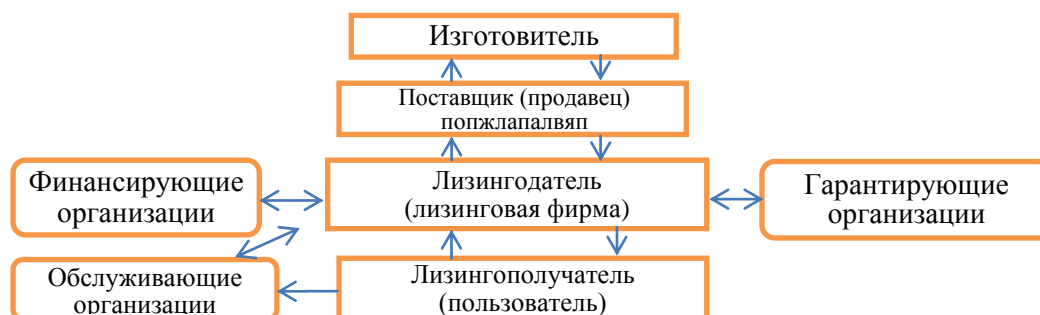 Изготовитель
Поставщик (продавец)
попжлапалвяп
Финансирующие
организации
Лизингодатель
(лизинговая фирма)
Гарантирующие
организации
Обслуживающие
организации
Лизингополучатель
(пользователь)